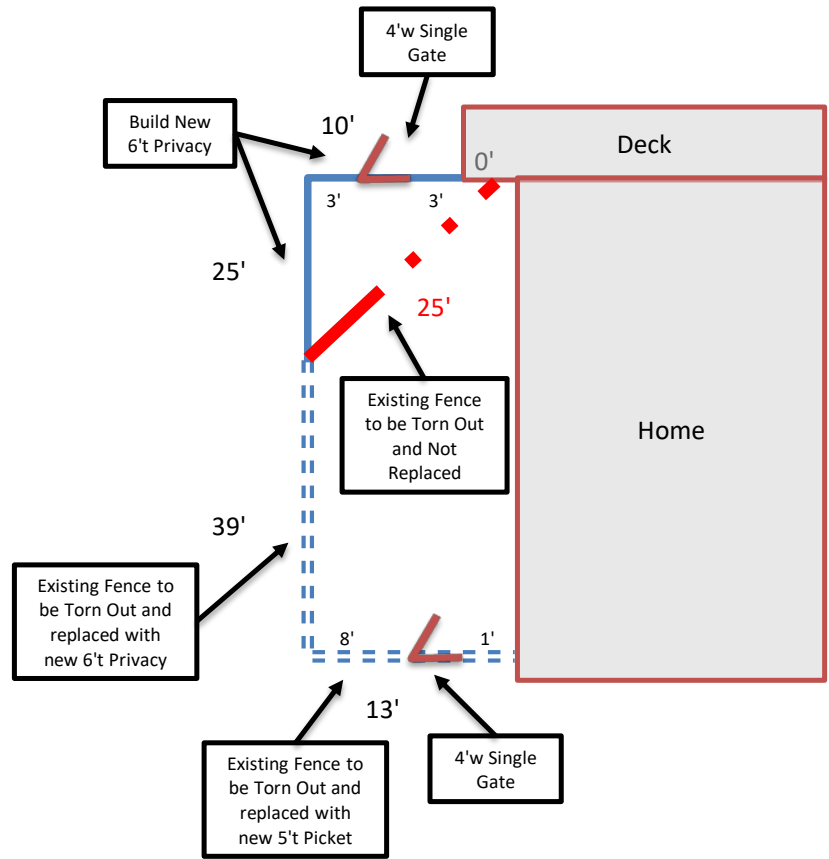 4'w Single
Gate
Build New
6't Privacy
10'
Deck
0'
3'
3'
25'
25'
Existing Fence
to be Torn Out
and Not
Replaced
Home
39'
Existing Fence to
be Torn Out and
replaced with
new 6't Privacy
8'
1'
13'
Existing Fence to
be Torn Out and
replaced with
new 5't Picket
4'w Single
Gate